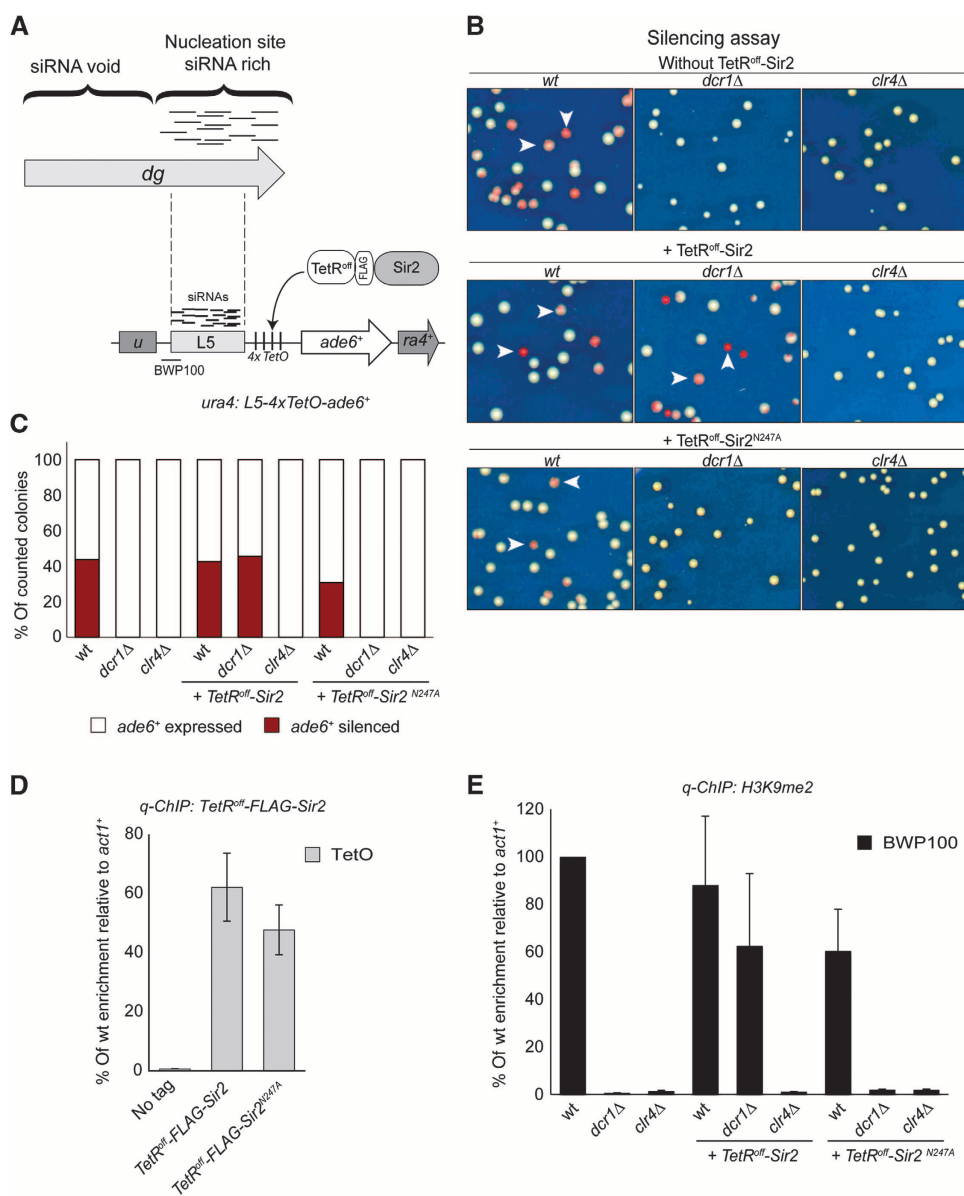 A
Nucleation site
siRNA void siRNA rich
dg
TetRoff FLAG Sir2
siRNAs
u L5 4x TetO ade6+ ra4+
BWP100
ura4: L5-4xTetO-ade6+
B
Silencing assay
Without TetRoff-Sir2
wt dcr1Δ clr4Δ
+ TetRoff-Sir2
wt dcr1Δ clr4Δ
+ TetRoff-Sir2N247A
wt dcr1Δ clr4Δ
C
% Of counted colonies
100
80
60
40
20
0
wt dcr1Δ clr4Δ wt dcr1Δ clr4Δ wt dcr1Δ clr4Δ
+ TetRoff-Sir2 + TetRoff-Sir2 N247A
ade6+ expressed ade6+ silenced
D
q-ChIP: TetRoff-FLAG-Sir2
% Of wt enrichment relative to act1+
80
60
40
20
0
TetO
No tag TetRoff-FLAG-Sir2 TetRoff-FLAG-Sir2N247A
E
q-ChIP: H3K9me2
% Of wt enrichment relative to act1+
120
100
80
60
40
20
0
BWP100
wt dcr1Δ clr4Δ wt dcr1Δ clr4Δ wt dcr1Δ clr4Δ
+ TetRoff-Sir2 + TetRoff-Sir2 N247A